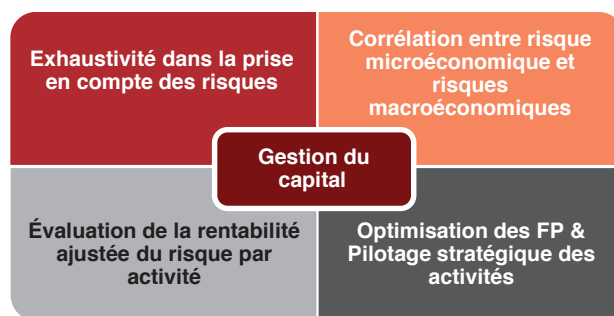 Exhaustivité dans la prise
en compte des risques
Corrélation entre risque
microéconomique et
risques
macroéconomiques
Gestion du
capital
Évaluation de la rentabilité
ajustée du risque par
activité
Optimisation des FP &
Pilotage stratégique des
activités